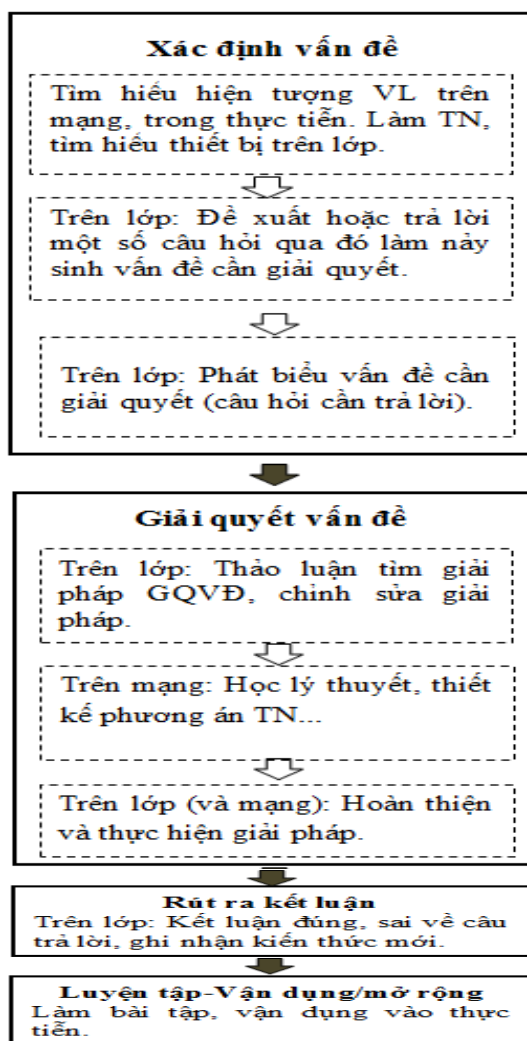 Xác định vấn đề
Tìm hiểu hiện tượng VL trên
mạng, trong thực tiễn. Làm TN,
tìm hiểu thiết bị trên lớp.
Trên lớp: Đề xuất hoặc trả lời
một số câu hỏi qua đó làm nảy
sinh vấn đề cần giải quyết.
Trên lớp: Phát biểu vấn đề cần
giải quyết (câu hỏi cần trả lời).
Giải quyết vấn đề
Trên lớp: Thảo luận tìm giải
pháp GQVĐ, chỉnh sửa giải
pháp.
Trên mạng: Học lý thuyết, thiết
kế phương án TN...
Trên lớp (và mạng): Hoàn thiện
và thực hiện giải pháp.
Rút ra kết luận
Trên lớp: Kết luận đúng, sai về câu
trả lời, ghi nhận kiến thức mới.
Luyện tập-Vận dụng/mở rộng
Làm bài tập, vận dụng vào thực
tiễn.